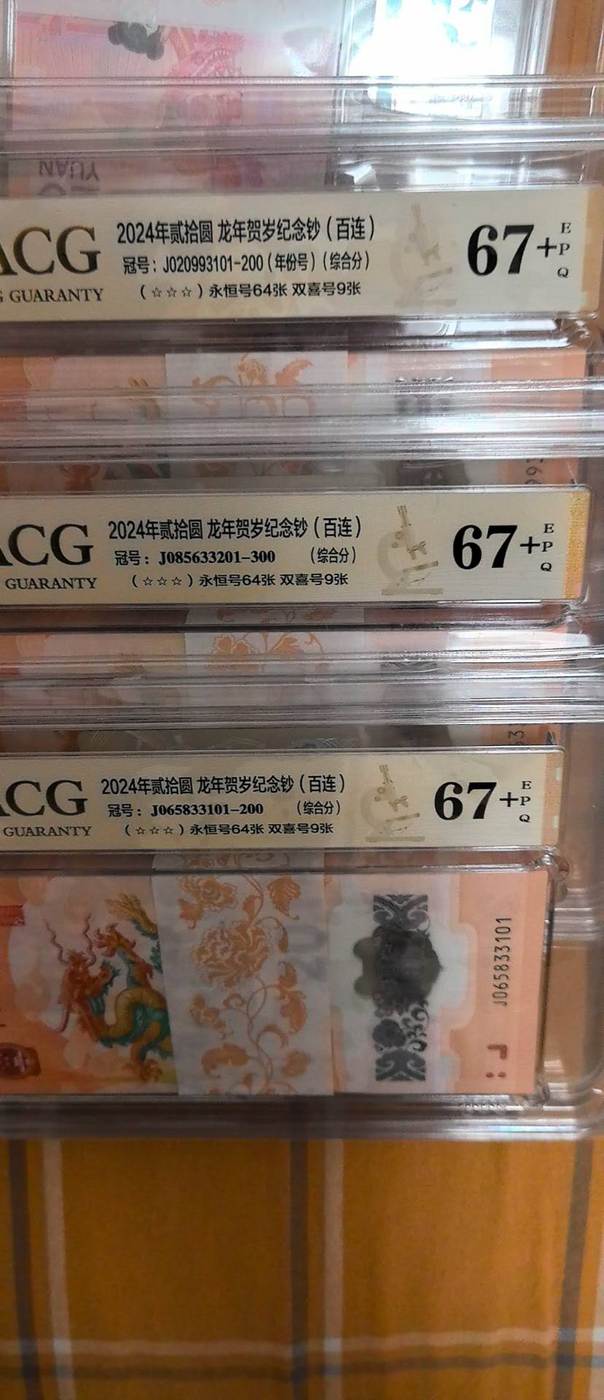 YUAN
ACG
GUARANTY
2024年贰拾圆 龙年贺岁纪念钞（百连）
冠号：J020993101-200（年份号）（综合分）
（☆☆☆）永恒号64张 双喜号9张
67+
E
P
Q
ACG
GUARANTY
2024年贰拾圆 龙年贺岁纪念钞（百连）
冠号：J085633201-300 （综合分）
（☆☆☆）永恒号64张 双喜号9张
67+
E
P
Q
ACG
GUARANTY
2024年贰拾圆 龙年贺岁纪念钞（百连）
冠号：J065833101-200 （综合分）
（☆☆☆）永恒号64张 双喜号9张
67+
E
P
Q
J065833101